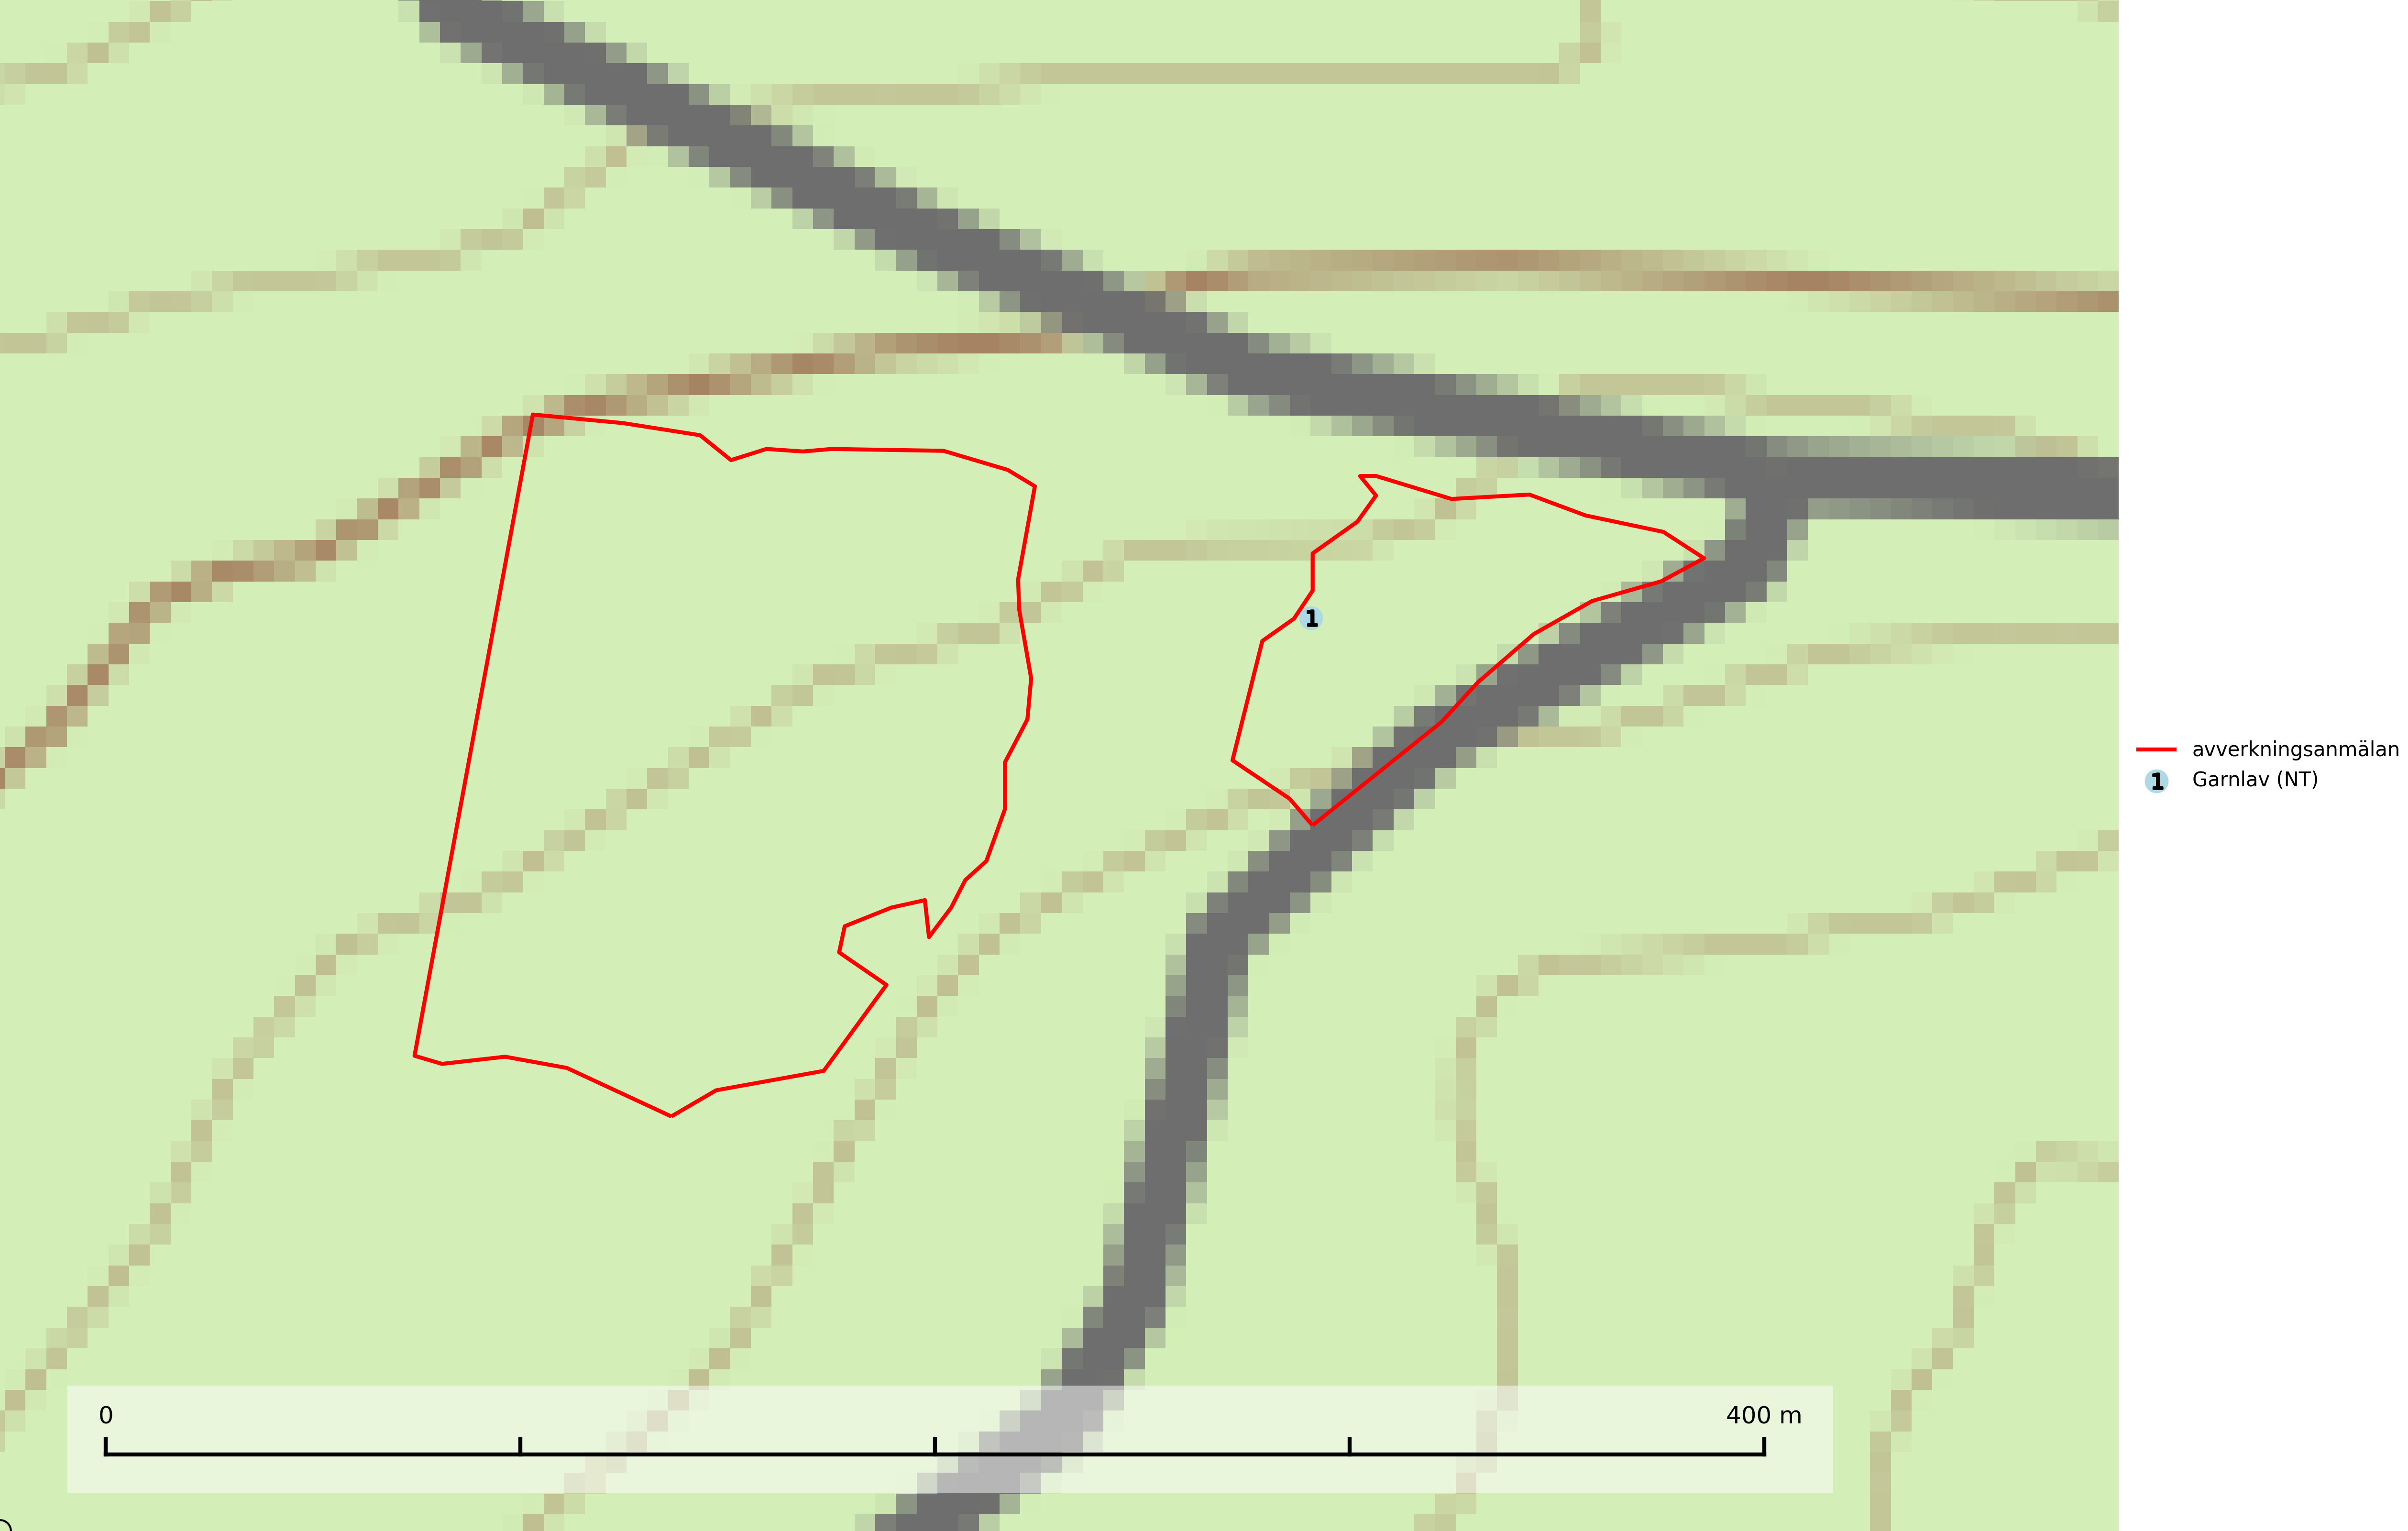 1
avverkningsanmälan
1 Garnlav (NT)
0 400 m